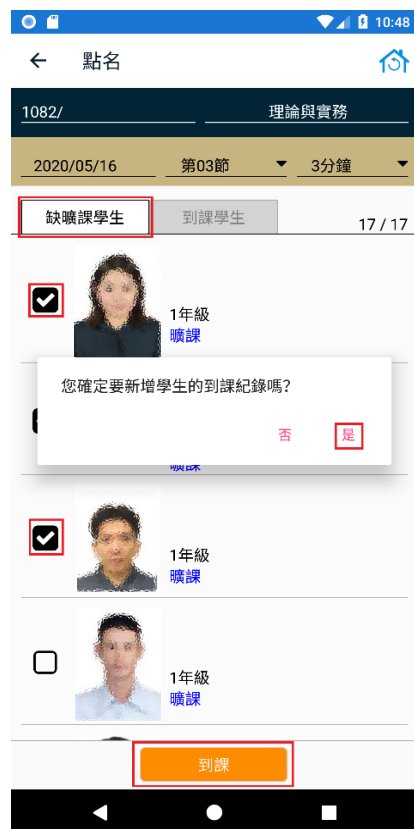 10:48
點名
1082/ 理論與實務
2020/05/16 第03節 3分鐘
缺曠課學生 到課學生 17 / 17
1年級
曠課
您確定要新增學生的到課紀錄嗎?
否 是
曠課
1年級
曠課
1年級
曠課
到課